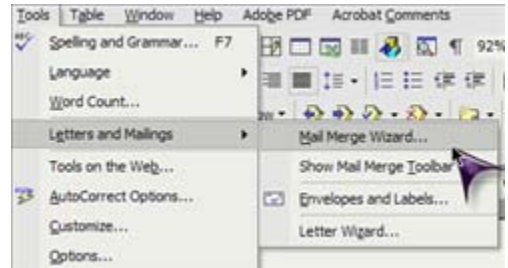 Tools Table Window Help Adobe PDF Acrobat Comments
ABC Spelling and Grammar... F7
¶ 92%
Language
Word Count...
Letters and Mailings
Mail Merge Wizard...
Tools on the Web...
Show Mail Merge Toolbar
AutoCorrect Options...
Envelopes and Labels...
Customize...
Letter Wizard...
Options...